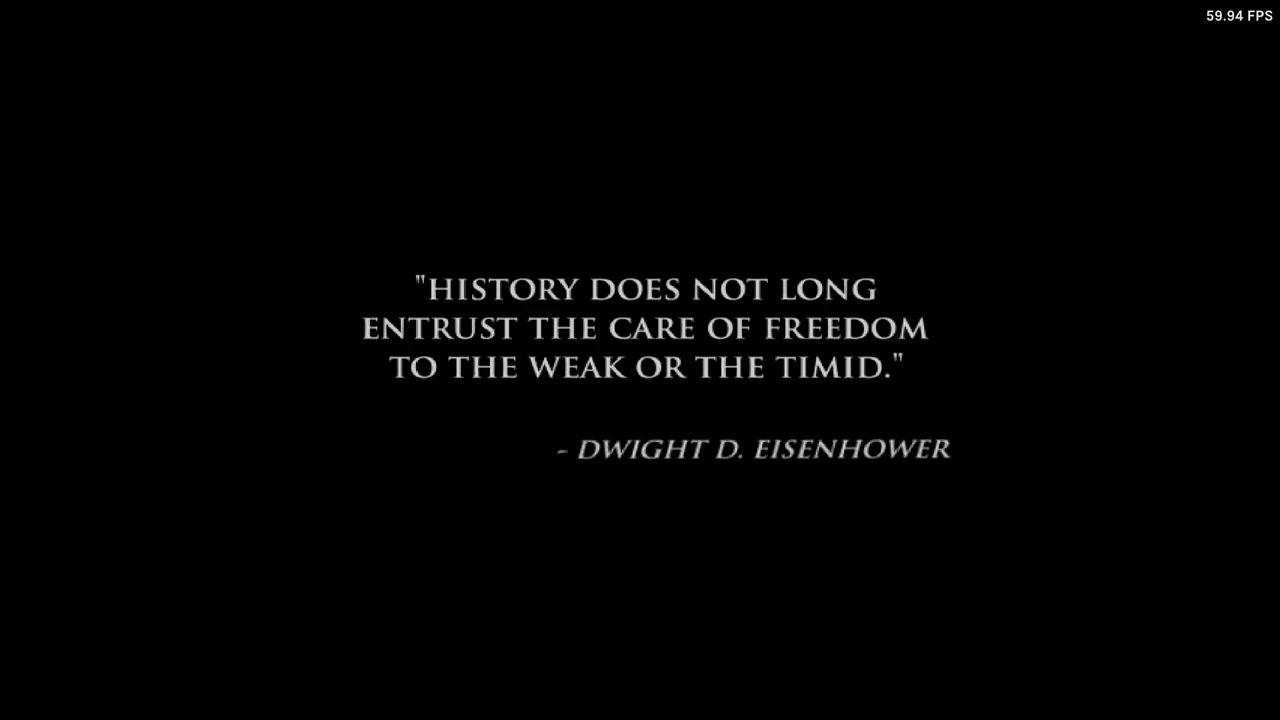 59.94 FPS
"HISTORY DOES NOT LONG
ENTRUST THE CARE OF FREEDOM
TO THE WEAK OR THE TIMID."
- DWIGHT D. EISENHOWER